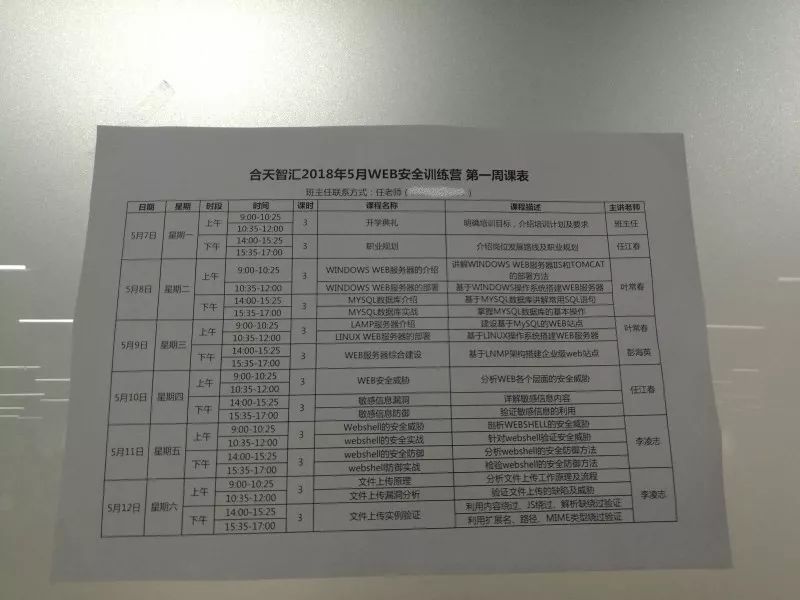 合天智汇2018年5月WEB安全训练营 第一周课表
班主任联系方式：任老师（ ）
日期 星期 时段 时间 课时 课程名称 课程描述 主讲老师
5月7日 星期一 上午 9:00-10:25 3 开学典礼 明确培训目标，介绍培训计划及要求 班主任
10:35-12:00
下午 14:00-15:25 3 职业规划 介绍岗位发展路线及职业规划 任江春
15:35-17:00
5月8日 星期二 上午 9:00-10:25 3 WINDOWS WEB服务器的介绍 讲解WINDOWS WEB服务器IIS和TOMCAT
的部署方法 叶常春
10:35-12:00 WINDOWS WEB服务器的部署 基于WINDOWS操作系统搭建WEB服务器
下午 14:00-15:25 3 MYSQL数据库介绍 基于MYSQL数据库讲解常用SQL语句
15:35-17:00 MYSQL数据库实战 掌握MYSQL数据库的基本操作
5月9日 星期三 上午 9:00-10:25 3 LAMP服务器介绍 建设基于MySQL的WEB站点 叶常春
10:35-12:00 LINUX WEB服务器的部署 基于LINUX操作系统搭建WEB服务器
下午 14:00-15:25 3 WEB服务器综合建设 基于LNMP架构搭建企业级web站点 彭海英
15:35-17:00
5月10日 星期四 上午 9:00-10:25 3 WEB安全威胁 分析WEB各个层面的安全威胁 任江春
10:35-12:00
下午 14:00-15:25 3 敏感信息漏洞 详解敏感信息内容
15:35-17:00 敏感信息防御 验证敏感信息的利用
5月11日 星期五 上午 9:00-10:25 3 Webshell的安全威胁 剖析WEBSHELL的安全威胁 李凌志
10:35-12:00 webshell的安全实战 针对webshell验证安全威胁
下午 14:00-15:25 3 webshell的安全防御 分析webshell的安全防御方法
15:35-17:00 webshell防御实战 检验webshell的安全防御方法
5月12日 星期六 上午 9:00-10:25 3 文件上传原理 分析文件上传工作原理及流程 李凌志
10:35-12:00 文件上传漏洞分析 验证文件上传的缺陷及威胁
下午 14:00-15:25 3 文件上传实例验证 利用内容绕过、JS绕过、解析缺绕过验证
15:35-17:00 利用扩展名、路径、MIME类型绕过验证